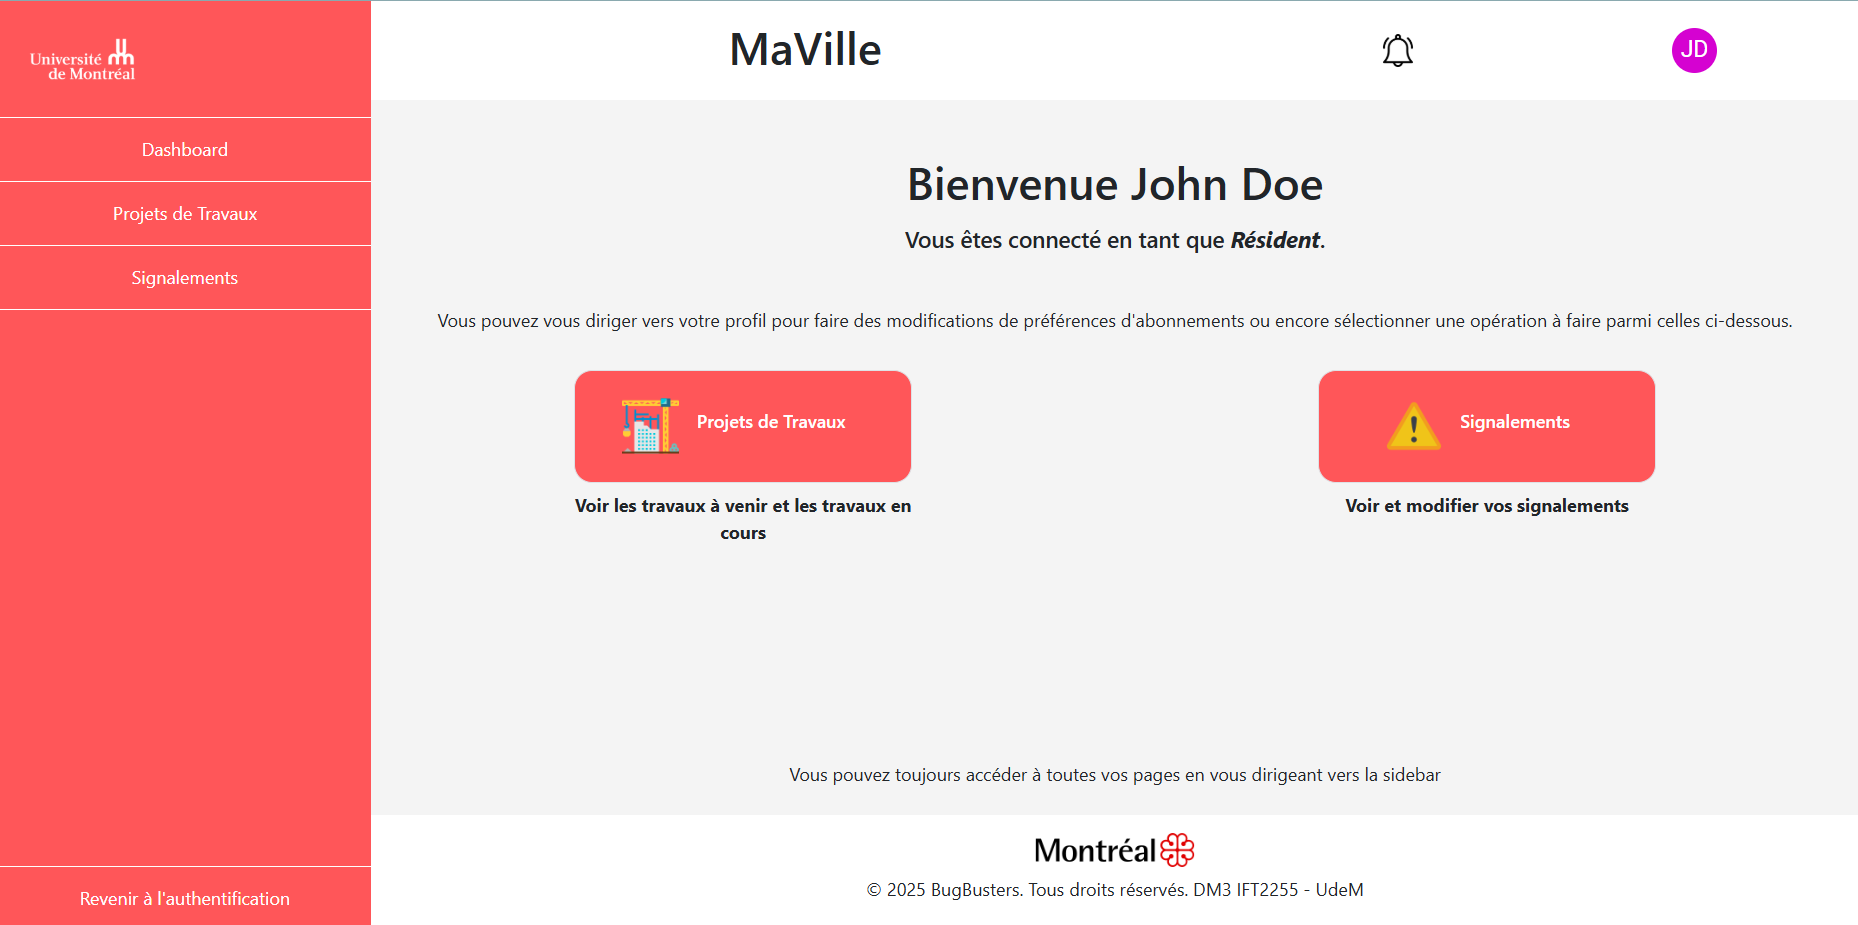 Université
de Montréal
Dashboard
Projets de Travaux
Signalements
Revenir à l'authentification
MaVille
JD
Bienvenue John Doe
Vous êtes connecté en tant que Résident.
Vous pouvez vous diriger vers votre profil pour faire des modifications de préférences d'abonnements ou encore sélectionner une opération à faire parmi celles ci-dessous.
Projets de Travaux
Voir les travaux à venir et les travaux en
cours
Signalements
Voir et modifier vos signalements
Vous pouvez toujours accéder à toutes vos pages en vous dirigeant vers la sidebar
Montréal
© 2025 BugBusters. Tous droits réservés. DM3 IFT2255 - UdeM